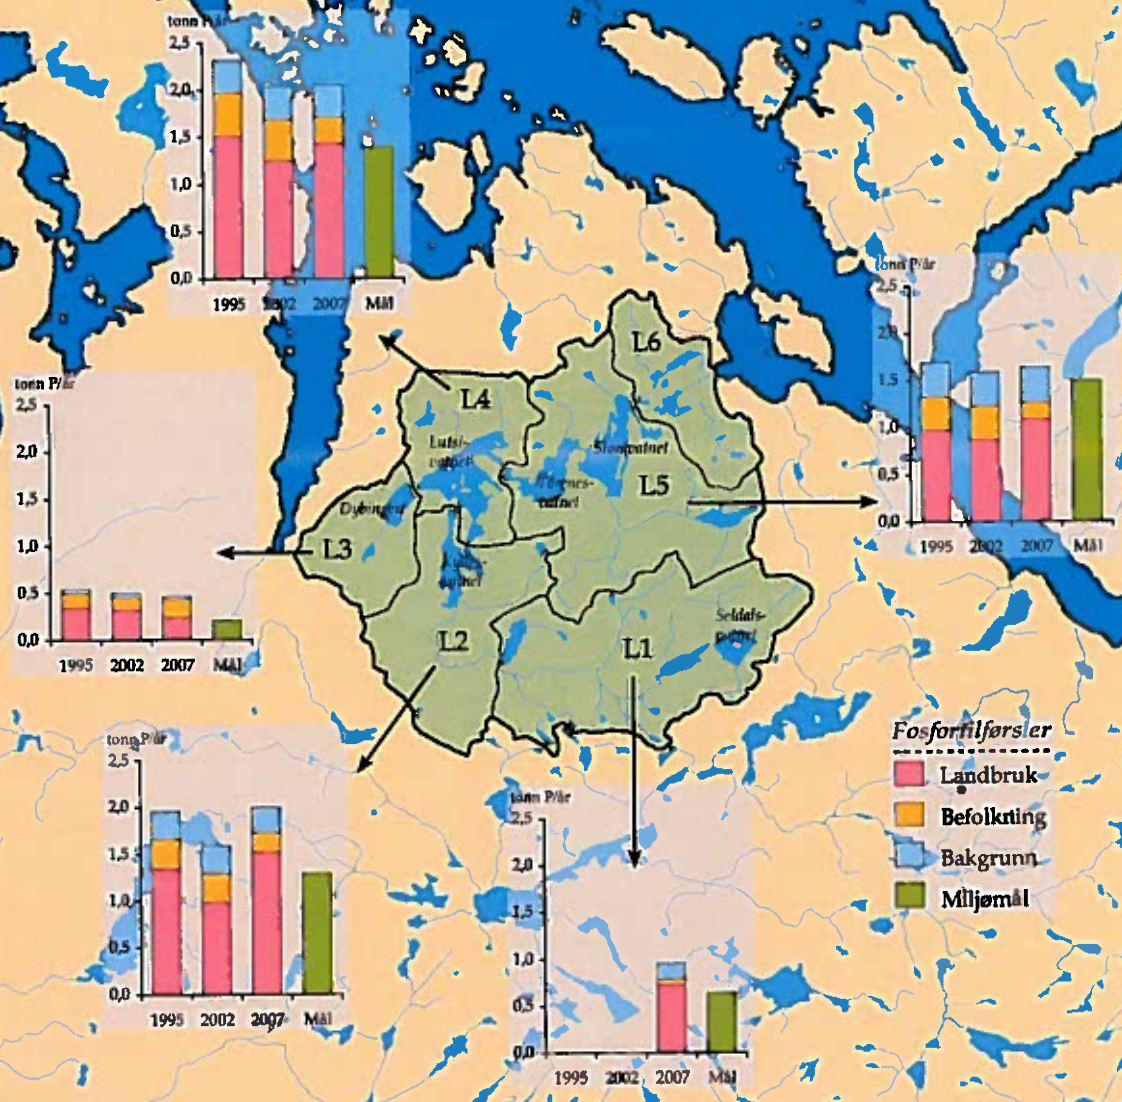 tonn P/år
2,5
2,0
1,5
1,0
0,5
0,0
1995 2002 2007 Mål
tonn P/år
2,5
2,0
1,5
1,0
0,5
0,0
1995 2002 2007 Mål
tonn P/år
2,5
2,0
1,5
1,0
0,5
0,0
1995 2002 2007 Mål
L6
L4
Lutsi-
vatnet
Storavatnet
L5
Dybingen
L3
L2
L1
Seldals-
vatnet
tonn P/år
2,5
2,0
1,5
1,0
0,5
0,0
1995 2002 2007 Mål
tonn P/år
2,5
2,0
1,5
1,0
0,5
0,0
1995 2002 2007 Mål
Fosfortilførsler
Landbruk
Befolkning
Bakgrunn
Miljømål